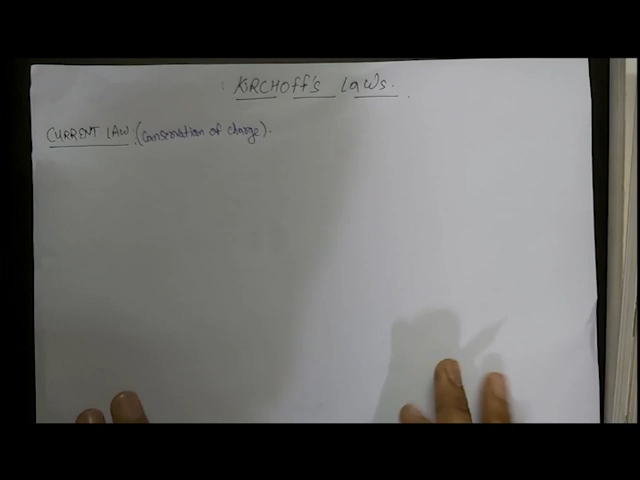 KIRCHOFF'S LAWS.
CURRENT LAW. (Conservation of charge).